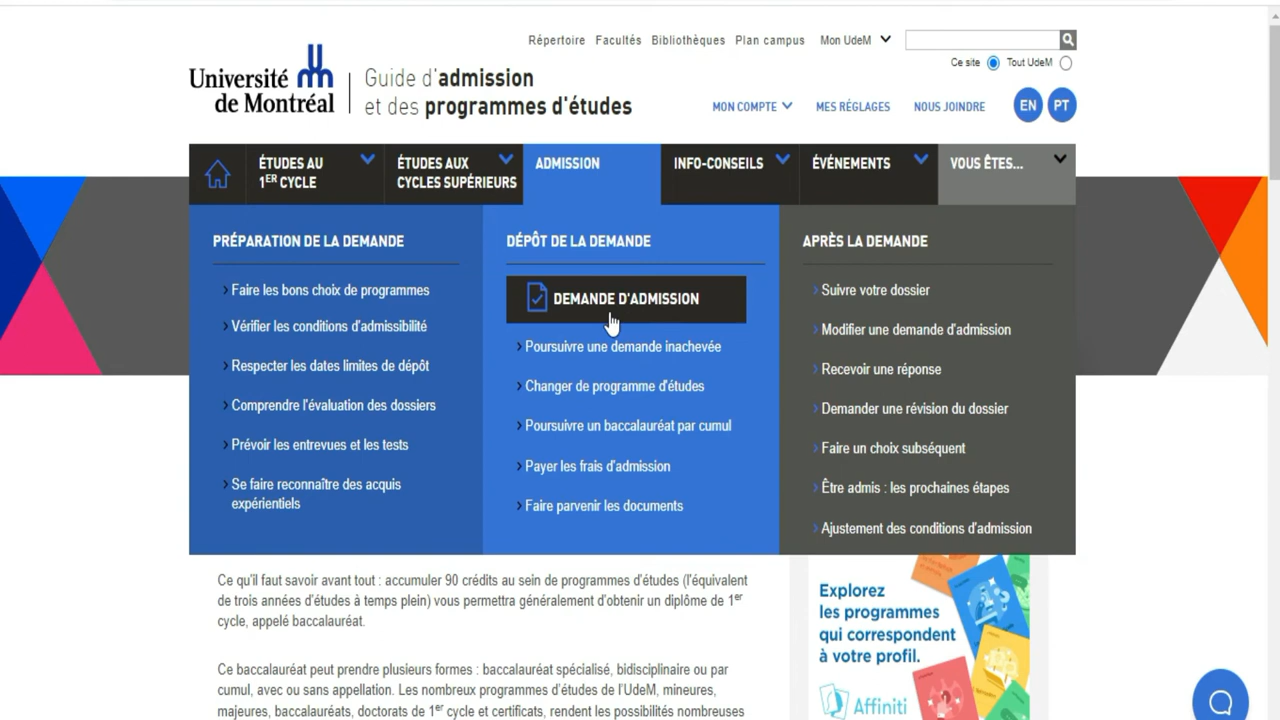 Répertoire Facultés Bibliothèques Plan campus Mon UdeM
Ce site Tout UdeM
Université
de Montréal
Guide d'admission
et des programmes d'études
MON COMPTE MES RÉGLAGES NOUS JOINDRE EN PT
ÉTUDES AU
1ER CYCLE
ÉTUDES AUX
CYCLES SUPÉRIEURS
ADMISSION
INFO-CONSEILS
ÉVÉNEMENTS
VOUS ÊTES...
PRÉPARATION DE LA DEMANDE
Faire les bons choix de programmes
Vérifier les conditions d'admissibilité
Respecter les dates limites de dépôt
Comprendre l'évaluation des dossiers
Prévoir les entrevues et les tests
Se faire reconnaître des acquis
expérientiels
DÉPÔT DE LA DEMANDE
DEMANDE D'ADMISSION
Poursuivre une demande inachevée
Changer de programme d'études
Poursuivre un baccalauréat par cumul
Payer les frais d'admission
Faire parvenir les documents
APRÈS LA DEMANDE
Suivre votre dossier
Modifier une demande d'admission
Recevoir une réponse
Demander une révision du dossier
Faire un choix subséquent
Être admis : les prochaines étapes
Ajustement des conditions d'admission
Ce qu'il faut savoir avant tout : accumuler 90 crédits au sein de programmes d'études (l'équivalent
de trois années d'études à temps plein) vous permettra généralement d'obtenir un diplôme de 1er
cycle, appelé baccalauréat.
Ce baccalauréat peut prendre plusieurs formes : baccalauréat spécialisé, bidisciplinaire ou par
cumul, avec ou sans appellation. Les nombreux programmes d'études de l'UdeM, mineures,
majeures, baccalauréats, doctorats de 1er cycle et certificats, rendent les possibilités nombreuses
Explorez
les programmes
qui correspondent
à votre profil.
Affiniti